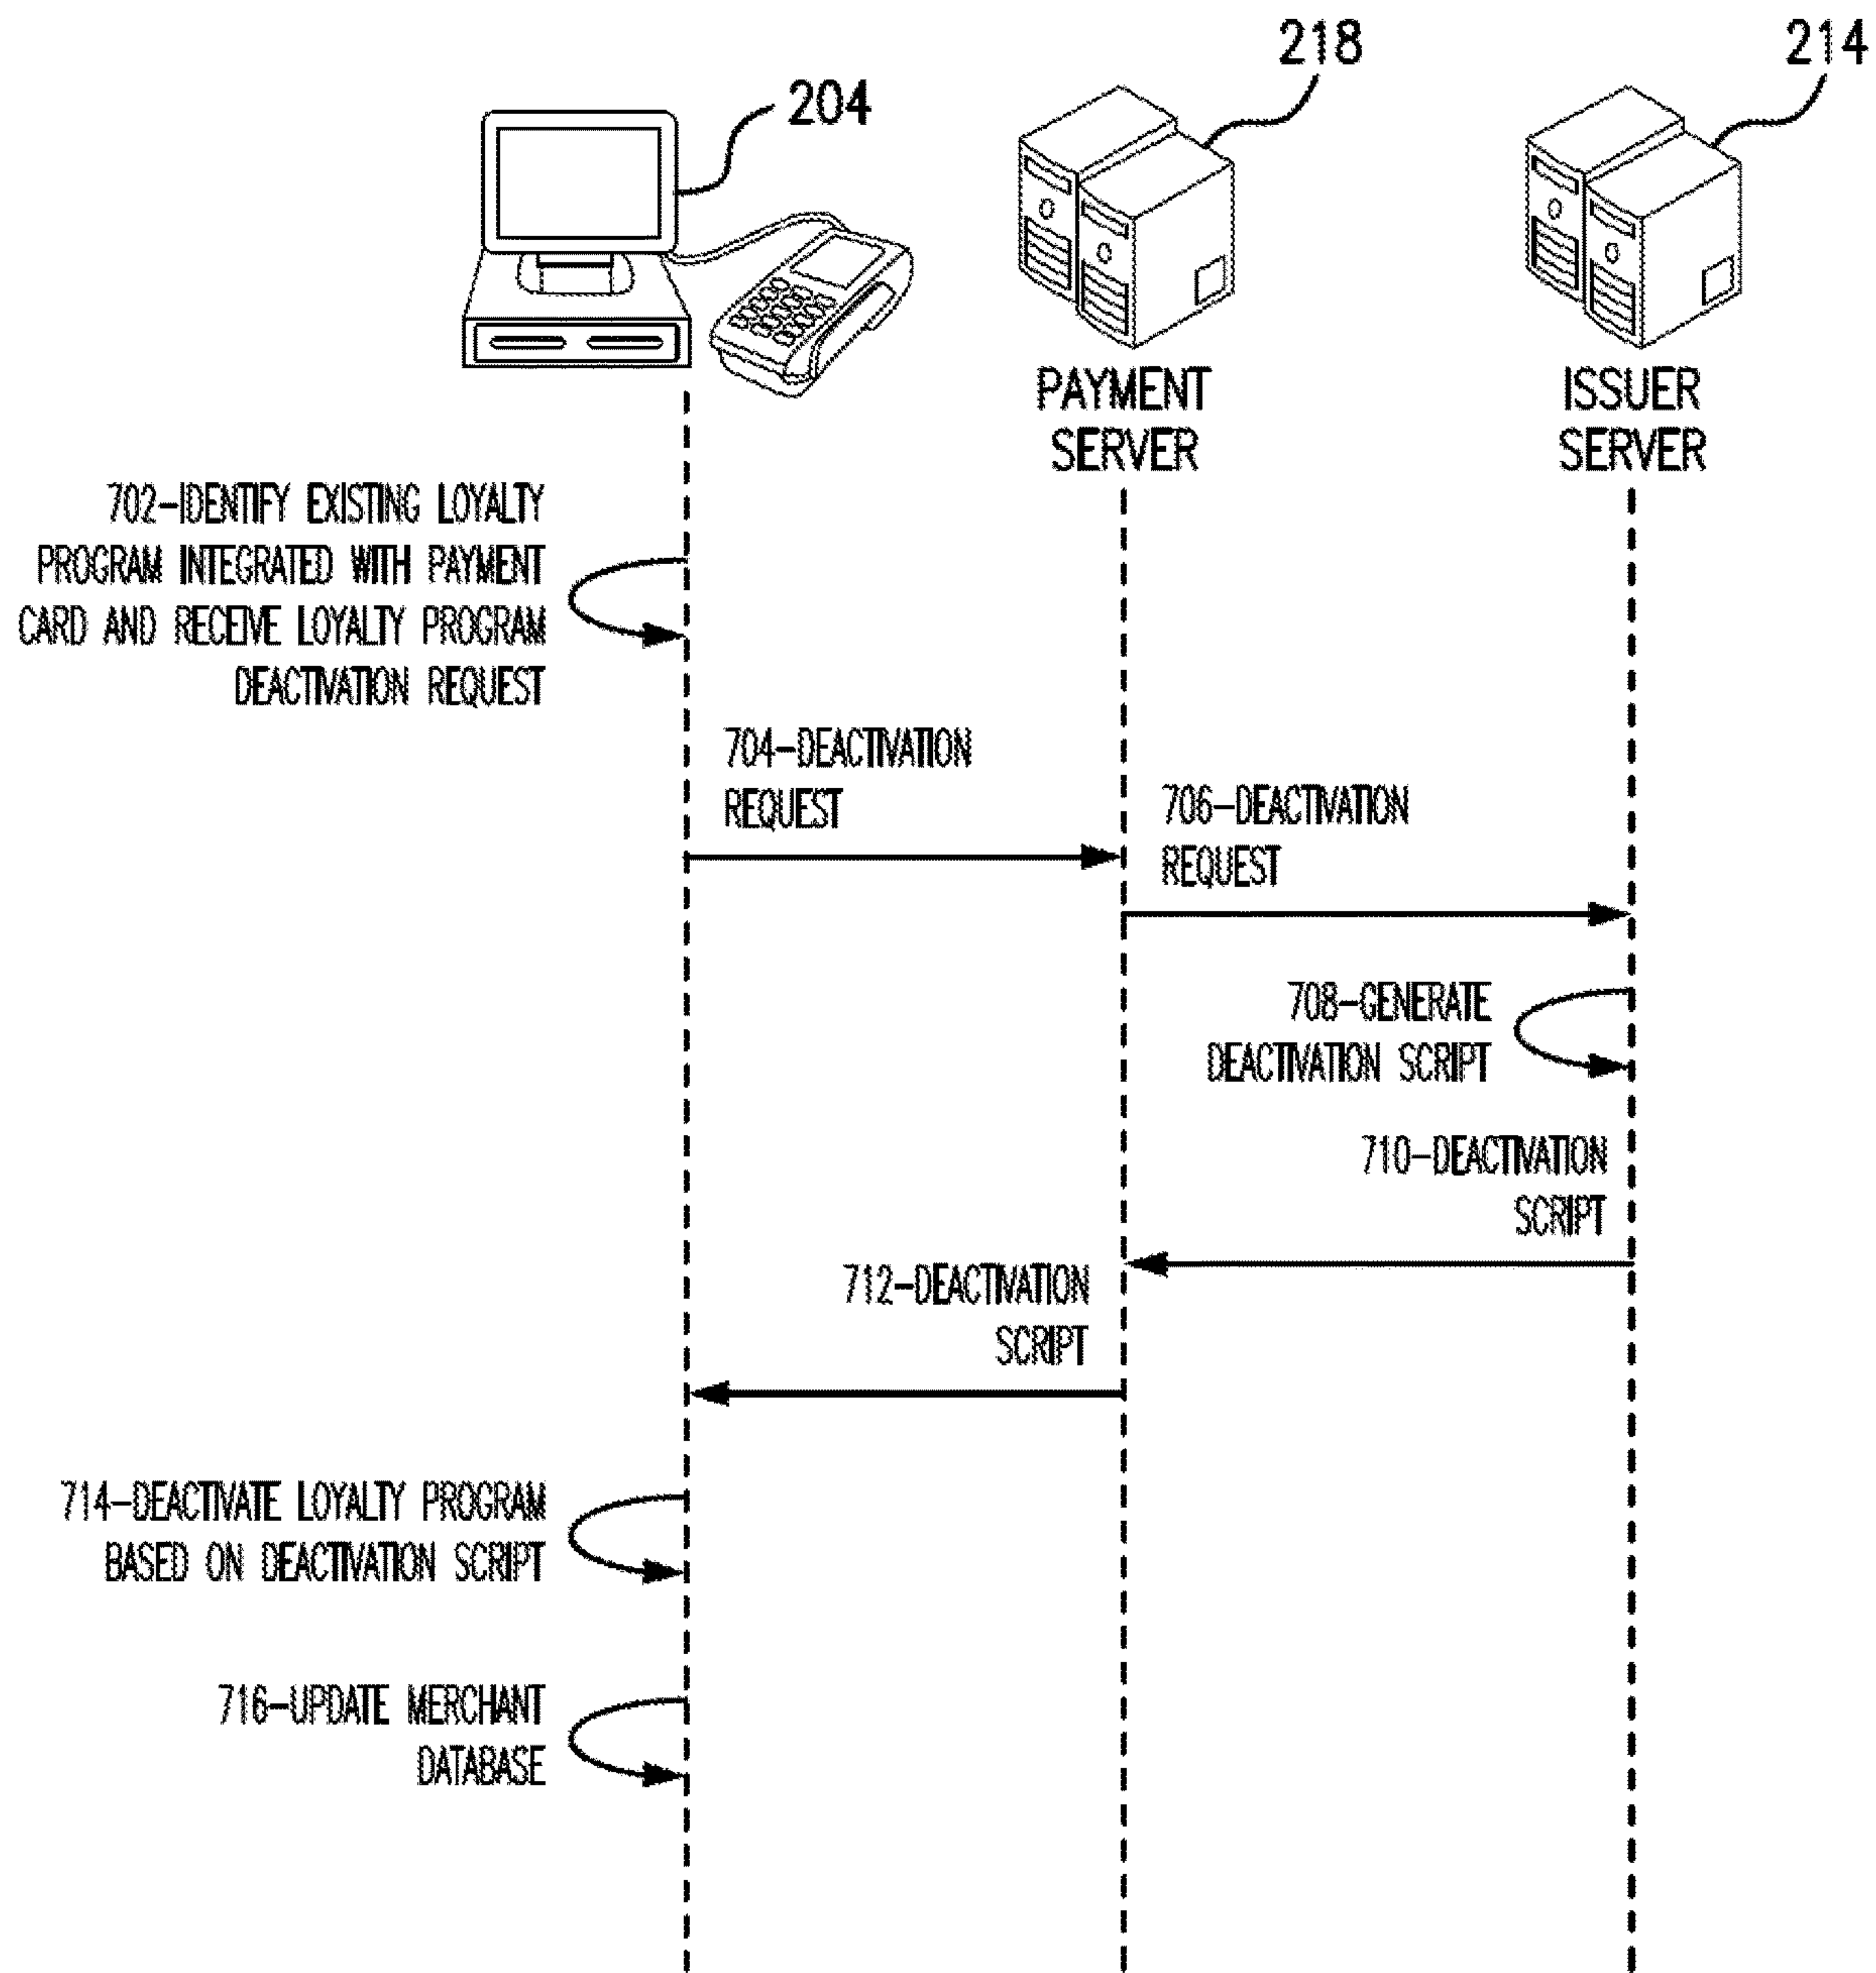 218
214
204
PAYMENT
SERVER
ISSUER
SERVER
702-IDENTIFY EXISTING LOYALTY
PROGRAM INTEGRATED WITH PAYMENT
CARD AND RECEIVE LOYALTY PROGRAM
DEACTIVATION REQUEST
704-DEACTIVATION
REQUEST
706-DEACTIVATION
REQUEST
708-GENERATE
DEACTIVATION SCRIPT
710-DEACTIVATION
SCRIPT
712-DEACTIVATION
SCRIPT
714-DEACTIVATE LOYALTY PROGRAM
BASED ON DEACTIVATION SCRIPT
716-UPDATE MERCHANT
DATABASE